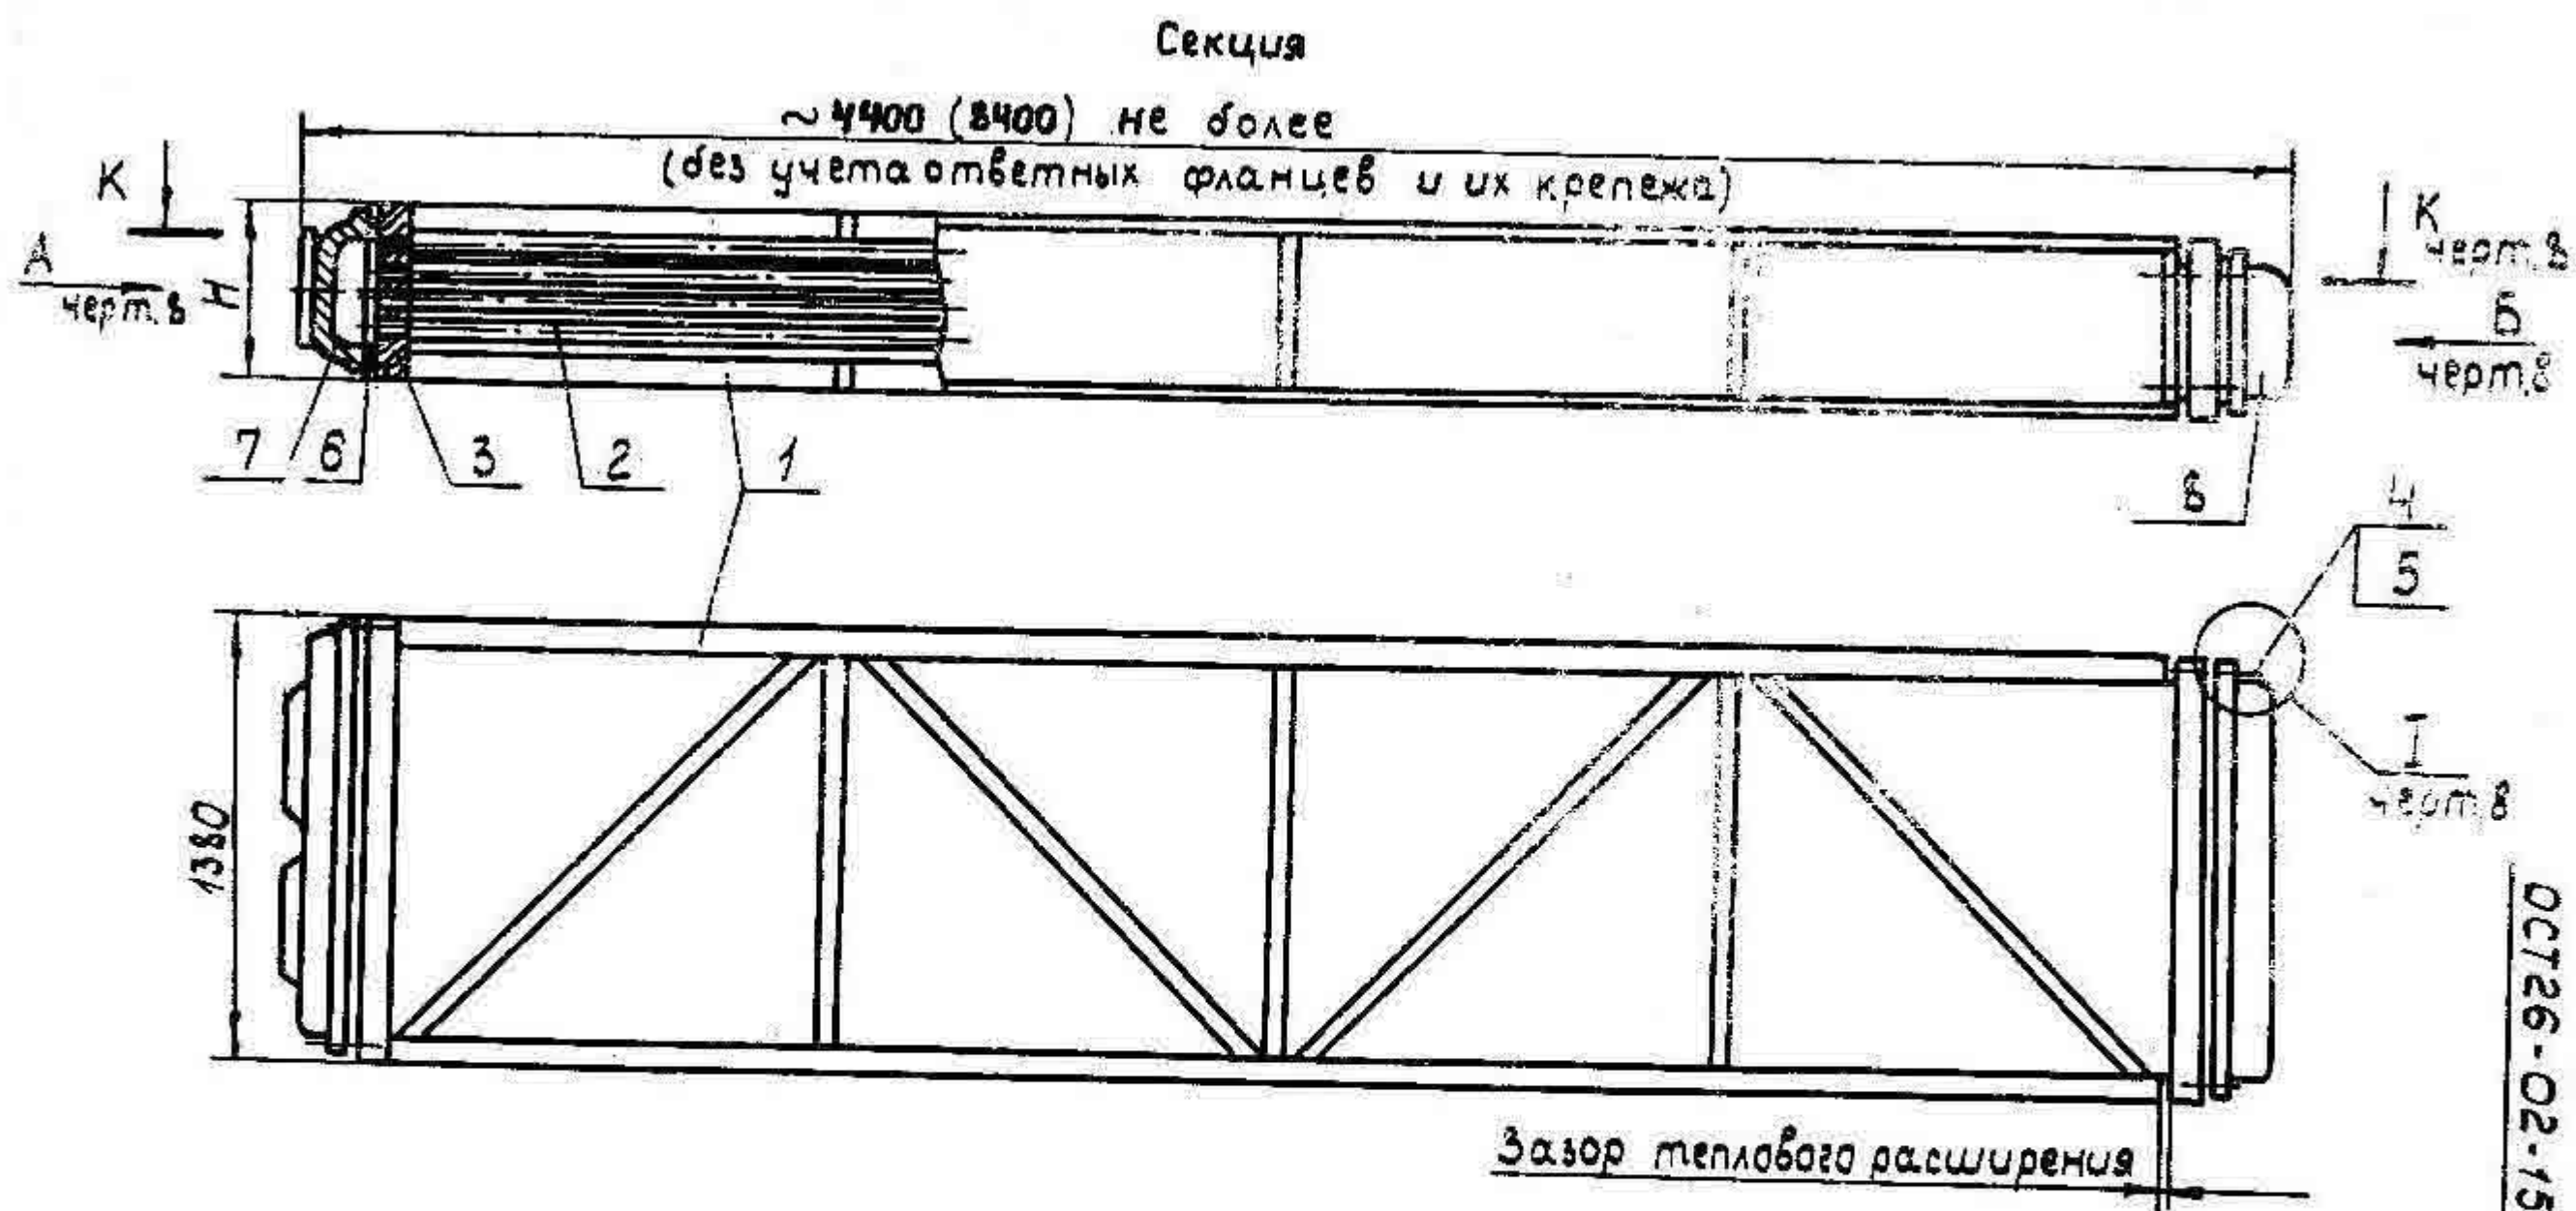 Секция
~4400 (8400) не более
(без учета ответных фланцев и их крепежа)
К
К
черт. 8
А
черт. 8
Н
Б
черт. 8
7
6
3
2
1
8
4
5
I
черт. 8
1380
Зазор теплового расширения
ОСТ26-02-15